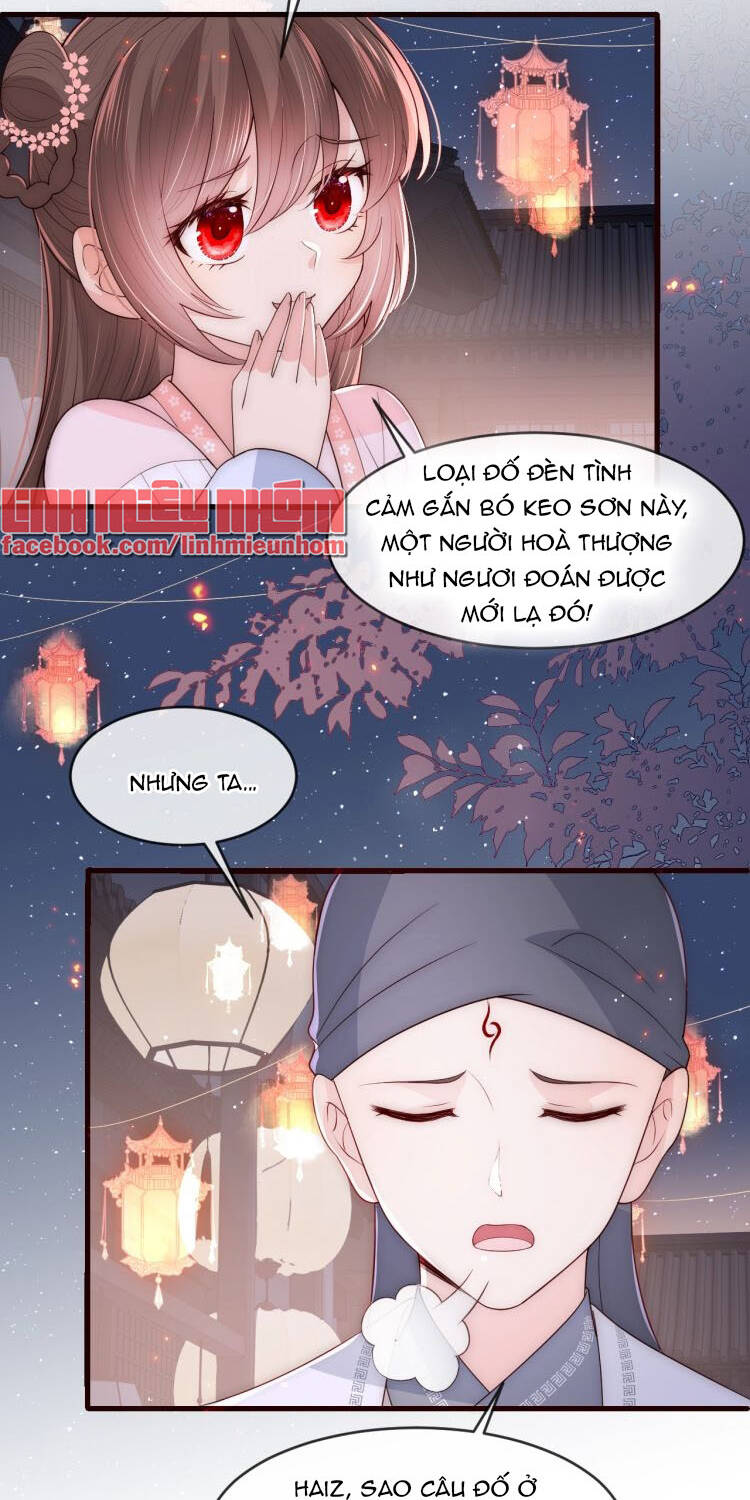 LOẠI ĐỐ ĐÈN TÌNH
CẢM GẮN BÓ KEO SƠN NÀY,
MỘT NGƯỜI HOÀ THƯỢNG
NHƯ NGƯƠI ĐOÁN ĐƯỢC
MỚI LẠ ĐÓ!
LINH MIÊU NHÓM
facebook.com/linhmieunhom
NHƯNG TA...
HAIZ, SAO CÂU ĐỐ Ở